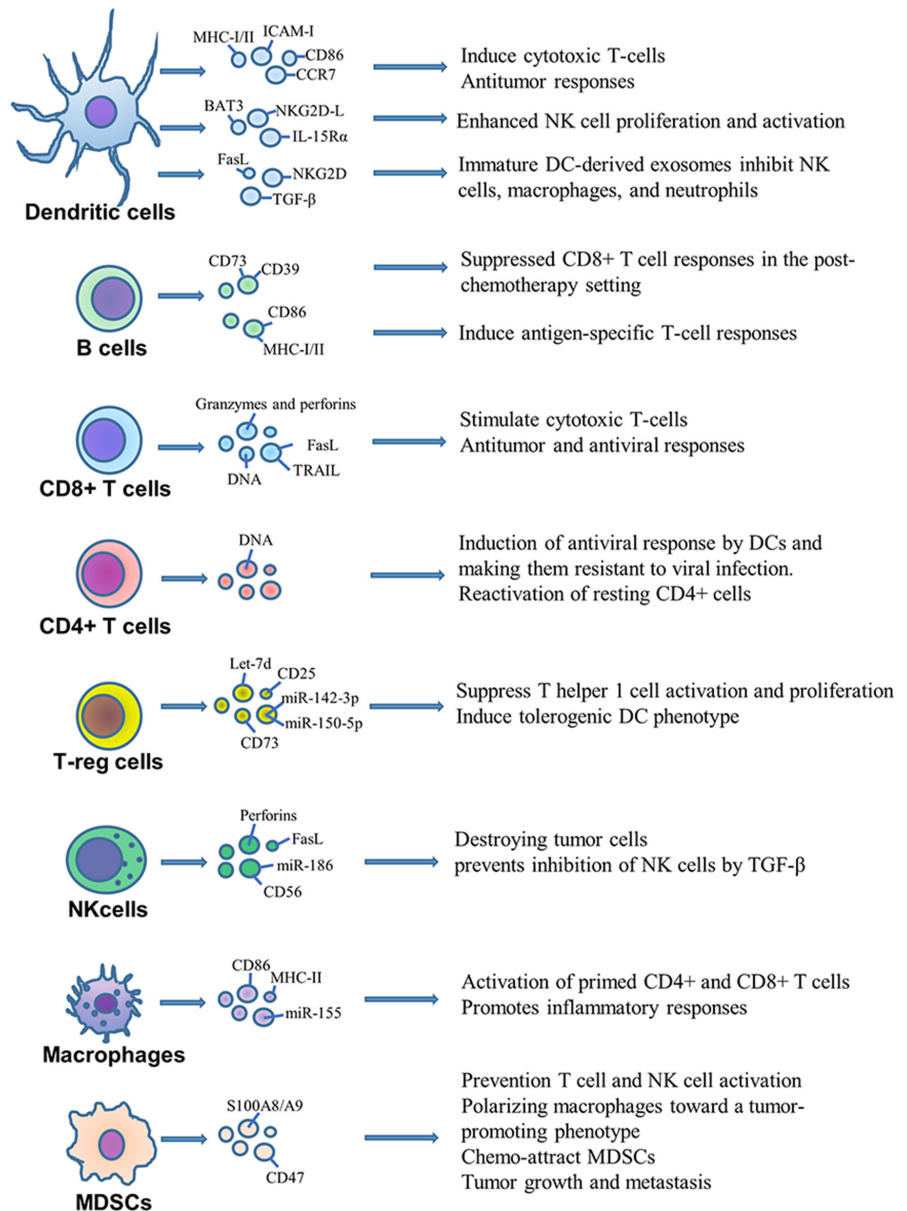 MHC-I/II
ICAM-I
CD86
CCR7
Induce cytotoxic T-cells
Antitumor responses
BAT3
NKG2D-L
IL-15Rα
Enhanced NK cell proliferation and activation
FasL
NKG2D
TGF-β
Immature DC-derived exosomes inhibit NK
cells, macrophages, and neutrophils
Dendritic cells
CD73
CD39
Suppressed CD8+ T cell responses in the post-
chemotherapy setting
CD86
MHC-I/II
Induce antigen-specific T-cell responses
B cells
Granzymes and perforins
FasL
TRAIL
DNA
Stimulate cytotoxic T-cells
Antitumor and antiviral responses
CD8+ T cells
DNA
Induction of antiviral response by DCs and
making them resistant to viral infection.
Reactivation of resting CD4+ cells
CD4+ T cells
Let-7d
CD25
miR-142-3p
miR-150-5p
CD73
Suppress T helper 1 cell activation and proliferation
Induce tolerogenic DC phenotype
T-reg cells
Perforins
FasL
miR-186
CD56
Destroying tumor cells
prevents inhibition of NK cells by TGF-β
NKcells
CD86
MHC-II
miR-155
Activation of primed CD4+ and CD8+ T cells
Promotes inflammatory responses
Macrophages
S100A8/A9
CD47
Prevention T cell and NK cell activation
Polarizing macrophages toward a tumor-
promoting phenotype
Chemo-attract MDSCs
Tumor growth and metastasis
MDSCs